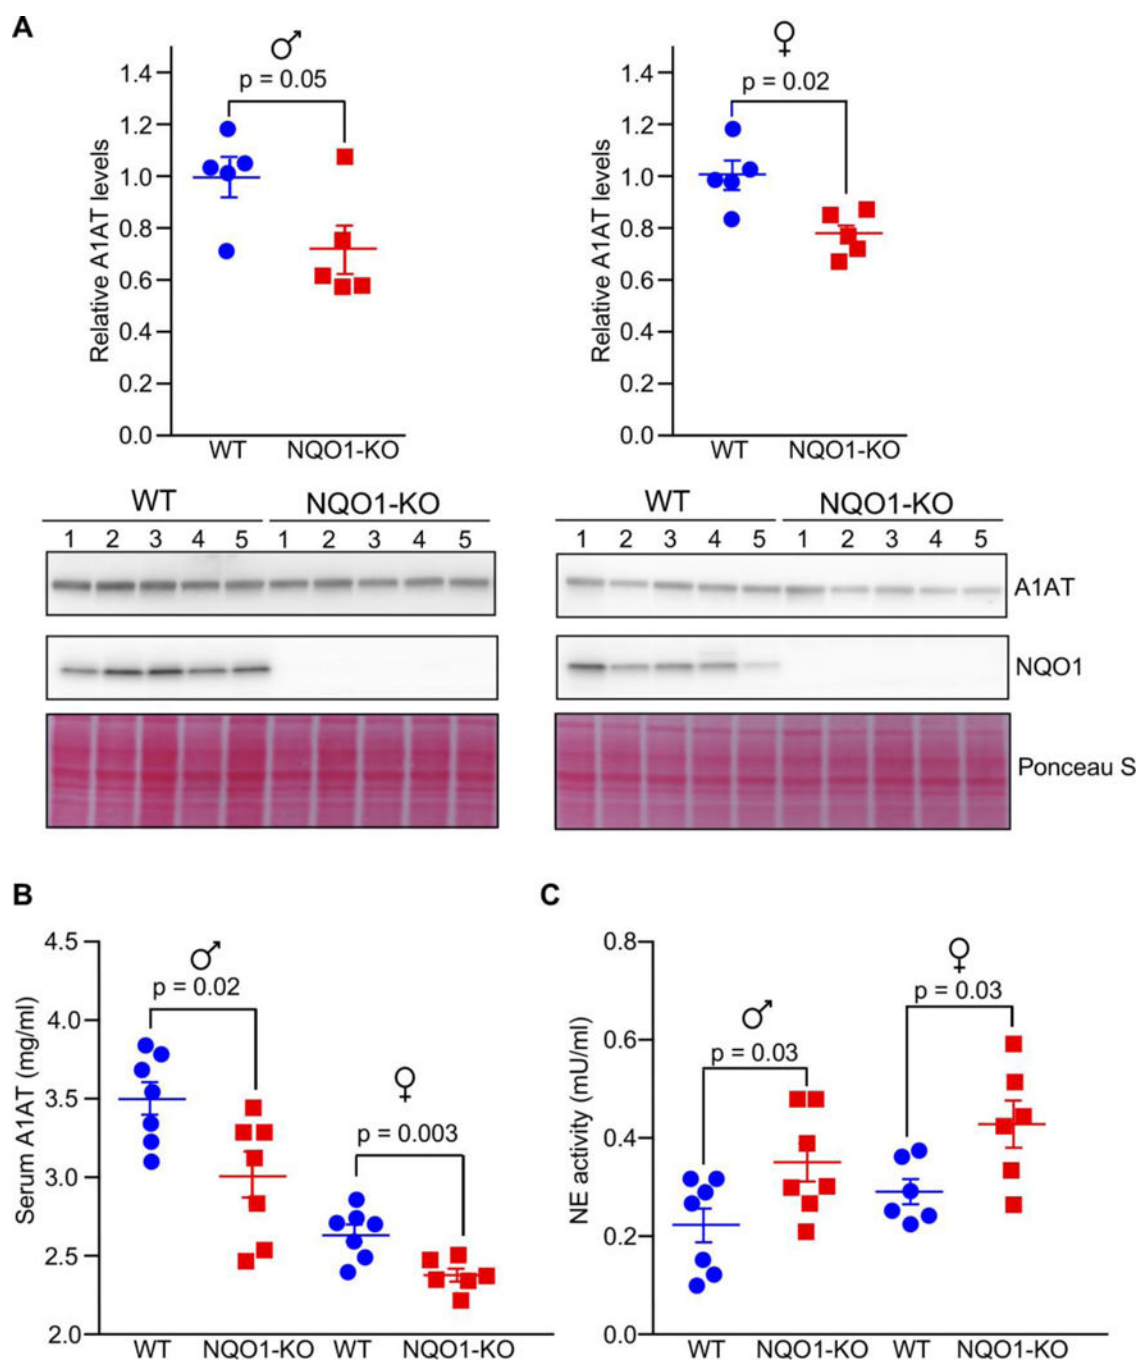 A
♂
p = 0.05
Relative A1AT levels
1.4
1.2
1.0
0.8
0.6
0.4
0.2
0.0
WT NQO1-KO
♀
p = 0.02
Relative A1AT levels
1.4
1.2
1.0
0.8
0.6
0.4
0.2
0.0
WT NQO1-KO
WT NQO1-KO
1 2 3 4 5 1 2 3 4 5
WT NQO1-KO
1 2 3 4 5 1 2 3 4 5
A1AT
NQO1
Ponceau S
B
Serum A1AT (mg/ml)
4.5
4.0
3.5
3.0
2.5
2.0
♂
p = 0.02
♀
p = 0.003
WT NQO1-KO WT NQO1-KO
C
NE activity (mU/ml)
0.8
0.6
0.4
0.2
0.0
♂
p = 0.03
♀
p = 0.03
WT NQO1-KO WT NQO1-KO